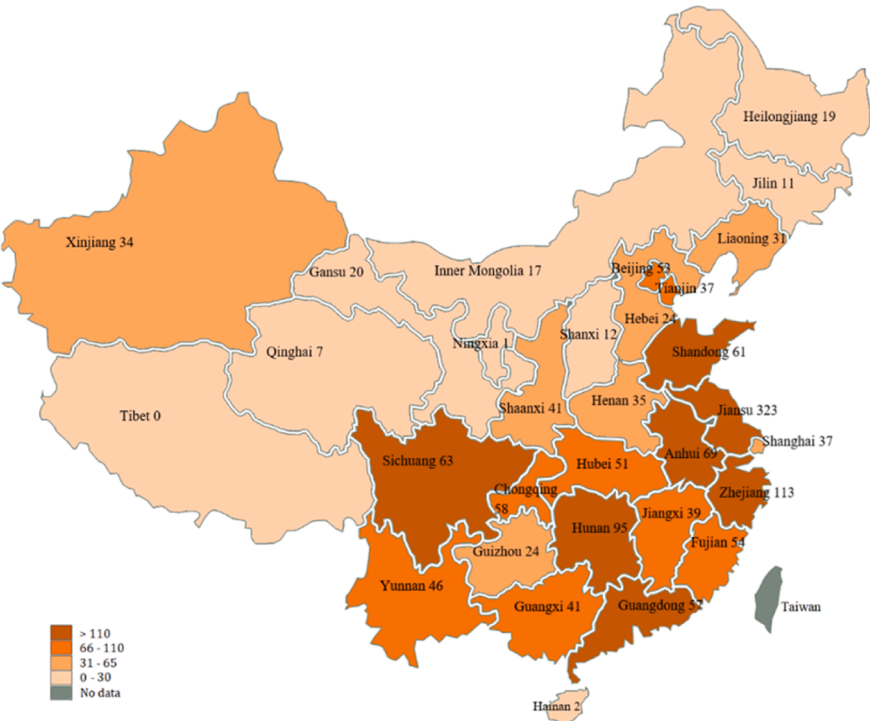 Heilongjiang 19
Jilin 11
Liaoning 31
Xinjiang 34
Gansu 20
Inner Mongolia 17
Beijing 53
Tianjin 37
Hebei 24
Shanxi 12
Ningxia 1
Qinghai 7
Shandong 61
Tibet 0
Shaanxi 41
Henan 35
Jiansu 323
Shanghai 37
Anhui 69
Sichuang 63
Hubei 51
Chongqing
58
Zhejiang 113
Hunan 95
Jiangxi 39
Fujian 54
Guizhou 24
Yunnan 46
Guangxi 41
Guangdong 57
Taiwan
Hainan 2
> 110
66 - 110
31 - 65
0 - 30
No data